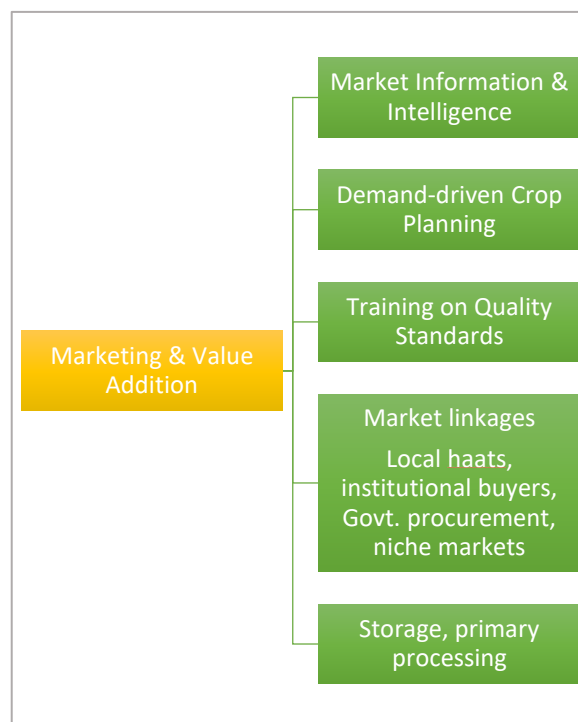 Market Information &
Intelligence
Demand-driven Crop
Planning
Training on Quality
Standards
Marketing & Value
Addition
Market linkages
Local haats,
institutional buyers,
Govt. procurement,
niche markets
Storage, primary
processing